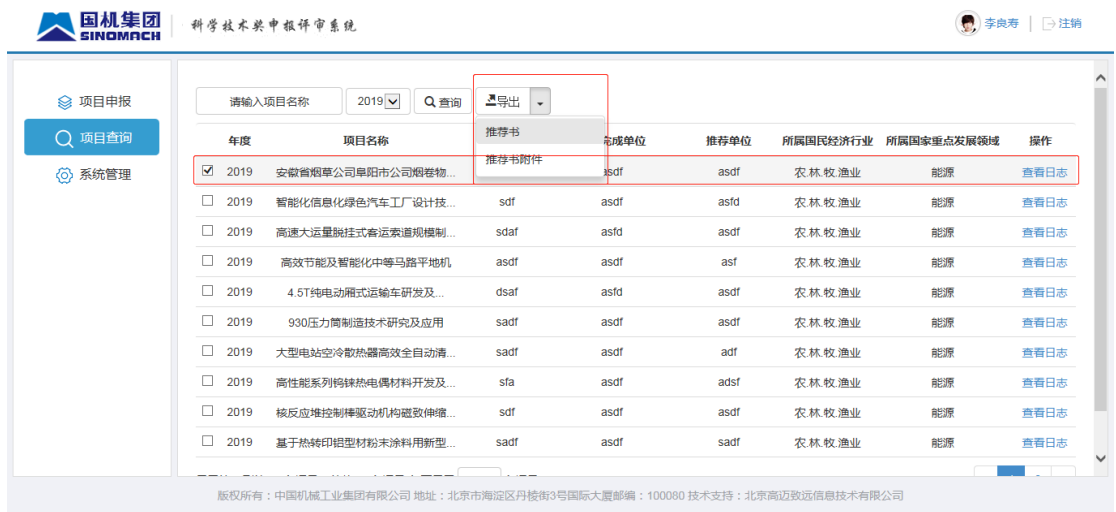 国机集团
SINOMACH
科学技术奖申报评审系统
李良寿
注销
项目申报
项目查询
系统管理
请输入项目名称 2019 查询 导出
推荐书
推荐书附件
年度 项目名称 完成单位 推荐单位 所属国民经济行业 所属国家重点发展领域 操作
2019 安徽省烟草公司阜阳市公司烟卷物... asdf asdf 农.林.牧.渔业 能源 查看日志
2019 智能化信息化绿色汽车工厂设计技... sdf asdf asfd 农.林.牧.渔业 能源 查看日志
2019 高速大运量脱挂式客运索道规模制... sdaf asfd asdf 农.林.牧.渔业 能源 查看日志
2019 高效节能及智能化中等马路平地机 asdf asdf asf 农.林.牧.渔业 能源 查看日志
2019 4.5T纯电动厢式运输车研发及... dsaf asfd asdf 农.林.牧.渔业 能源 查看日志
2019 930压力筒制造技术研究及应用 sadf asdf asdf 农.林.牧.渔业 能源 查看日志
2019 大型电站空冷散热器高效全自动清... sadf asdf adf 农.林.牧.渔业 能源 查看日志
2019 高性能系列钨铼热电偶材料开发及... sfa asdf adsf 农.林.牧.渔业 能源 查看日志
2019 核反应堆控制棒驱动机构磁致伸缩... sdf asdf asdf 农.林.牧.渔业 能源 查看日志
2019 基于热转印铝型材粉末涂料用新型... sadf asdf sadf 农.林.牧.渔业 能源 查看日志
版权所有：中国机械工业集团有限公司 地址：北京市海淀区丹棱街3号国际大厦邮编：100080 技术支持：北京高迈致远信息技术有限公司